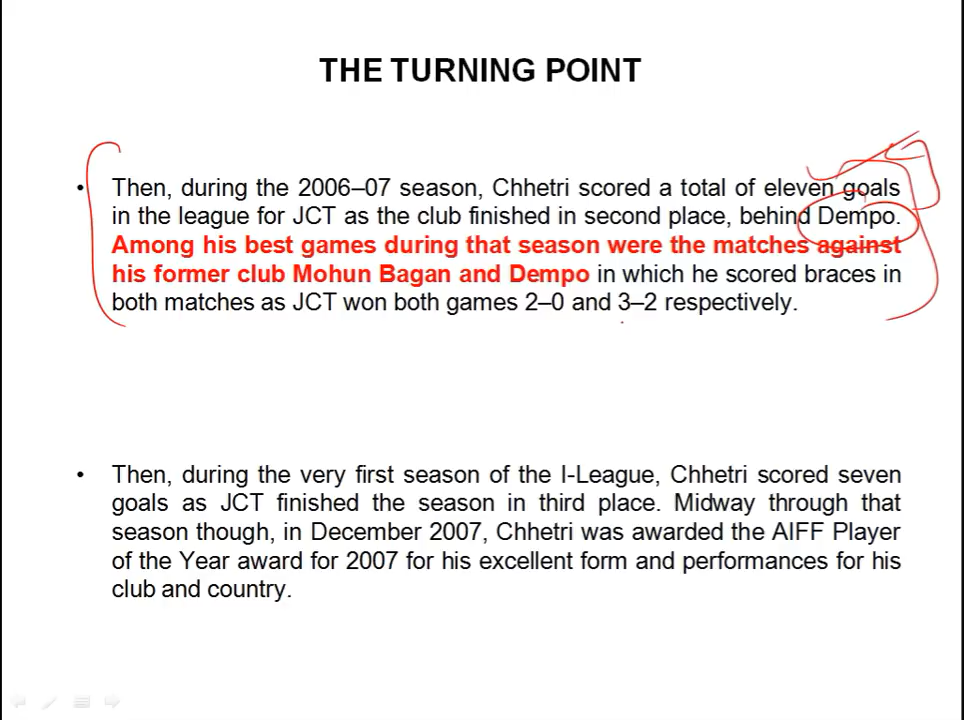 THE TURNING POINT
• Then, during the 2006–07 season, Chhetri scored a total of eleven goals
in the league for JCT as the club finished in second place, behind Dempo.
Among his best games during that season were the matches against
his former club Mohun Bagan and Dempo in which he scored braces in
both matches as JCT won both games 2–0 and 3–2 respectively.
• Then, during the very first season of the I-League, Chhetri scored seven
goals as JCT finished the season in third place. Midway through that
season though, in December 2007, Chhetri was awarded the AIFF Player
of the Year award for 2007 for his excellent form and performances for his
club and country.